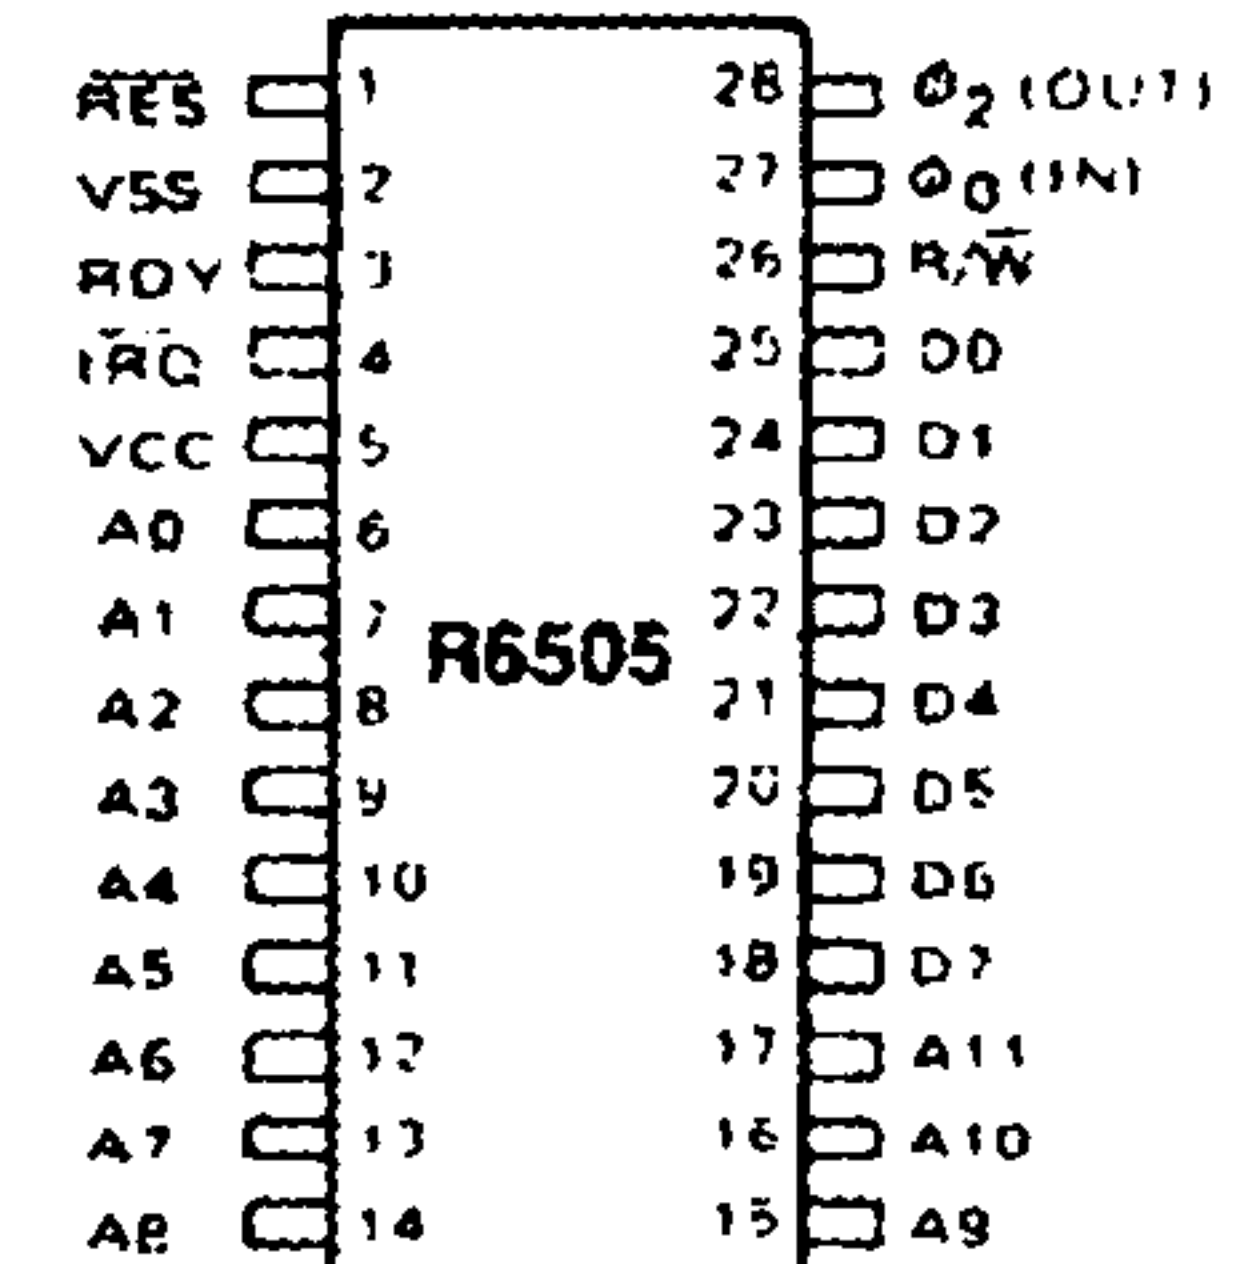 R̅E̅S̅ 1 28 Ø2 (OUT)
VSS 2 27 Ø0 (IN)
RDY 3 26 R/W̅
I̅R̅Q̅ 4 25 D0
VCC 5 24 D1
A0 6 23 D2
A1 7 22 D3
R6505
A2 8 21 D4
A3 9 20 D5
A4 10 19 D6
A5 11 18 D7
A6 12 17 A11
A7 13 16 A10
A8 14 15 A9